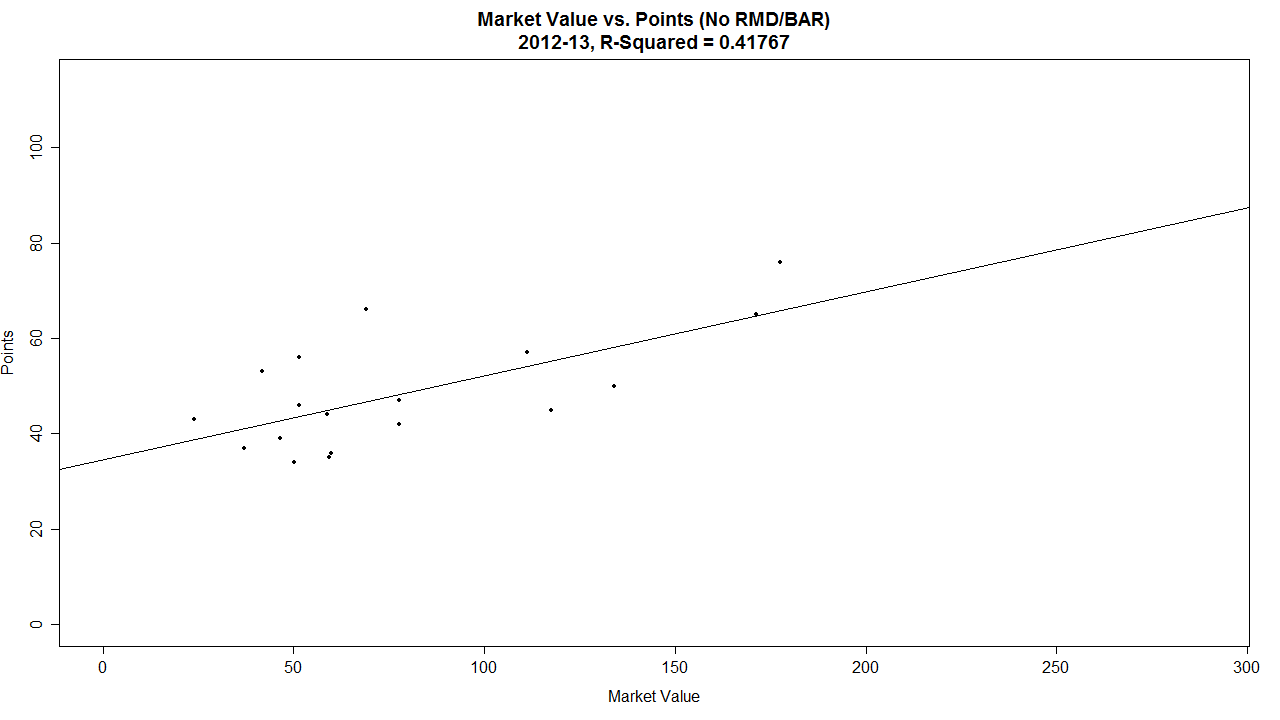 Market Value vs. Points (No RMD/BAR)
2012-13, R-Squared = 0.41767
Points
100
80
60
40
20
0
0 50 100 150 200 250 300
Market Value